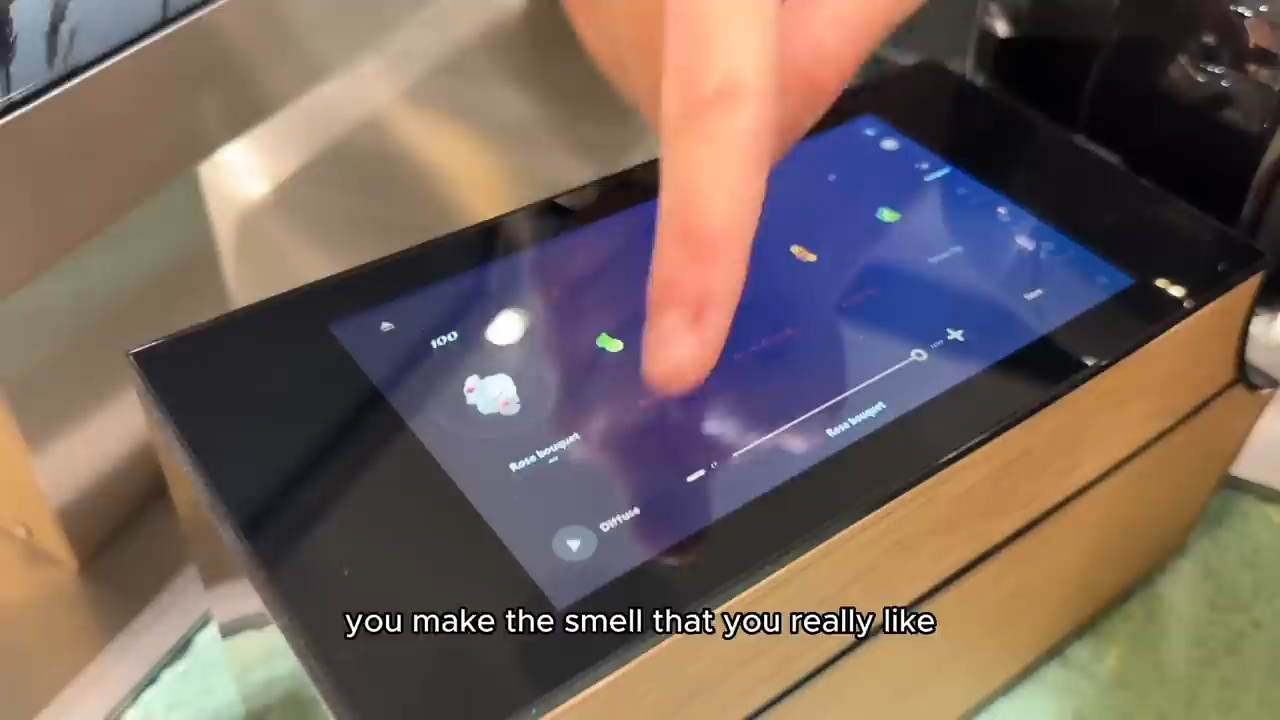 100
Rose bouquet
Rose bouquet
Diffuse
you make the smell that you really like